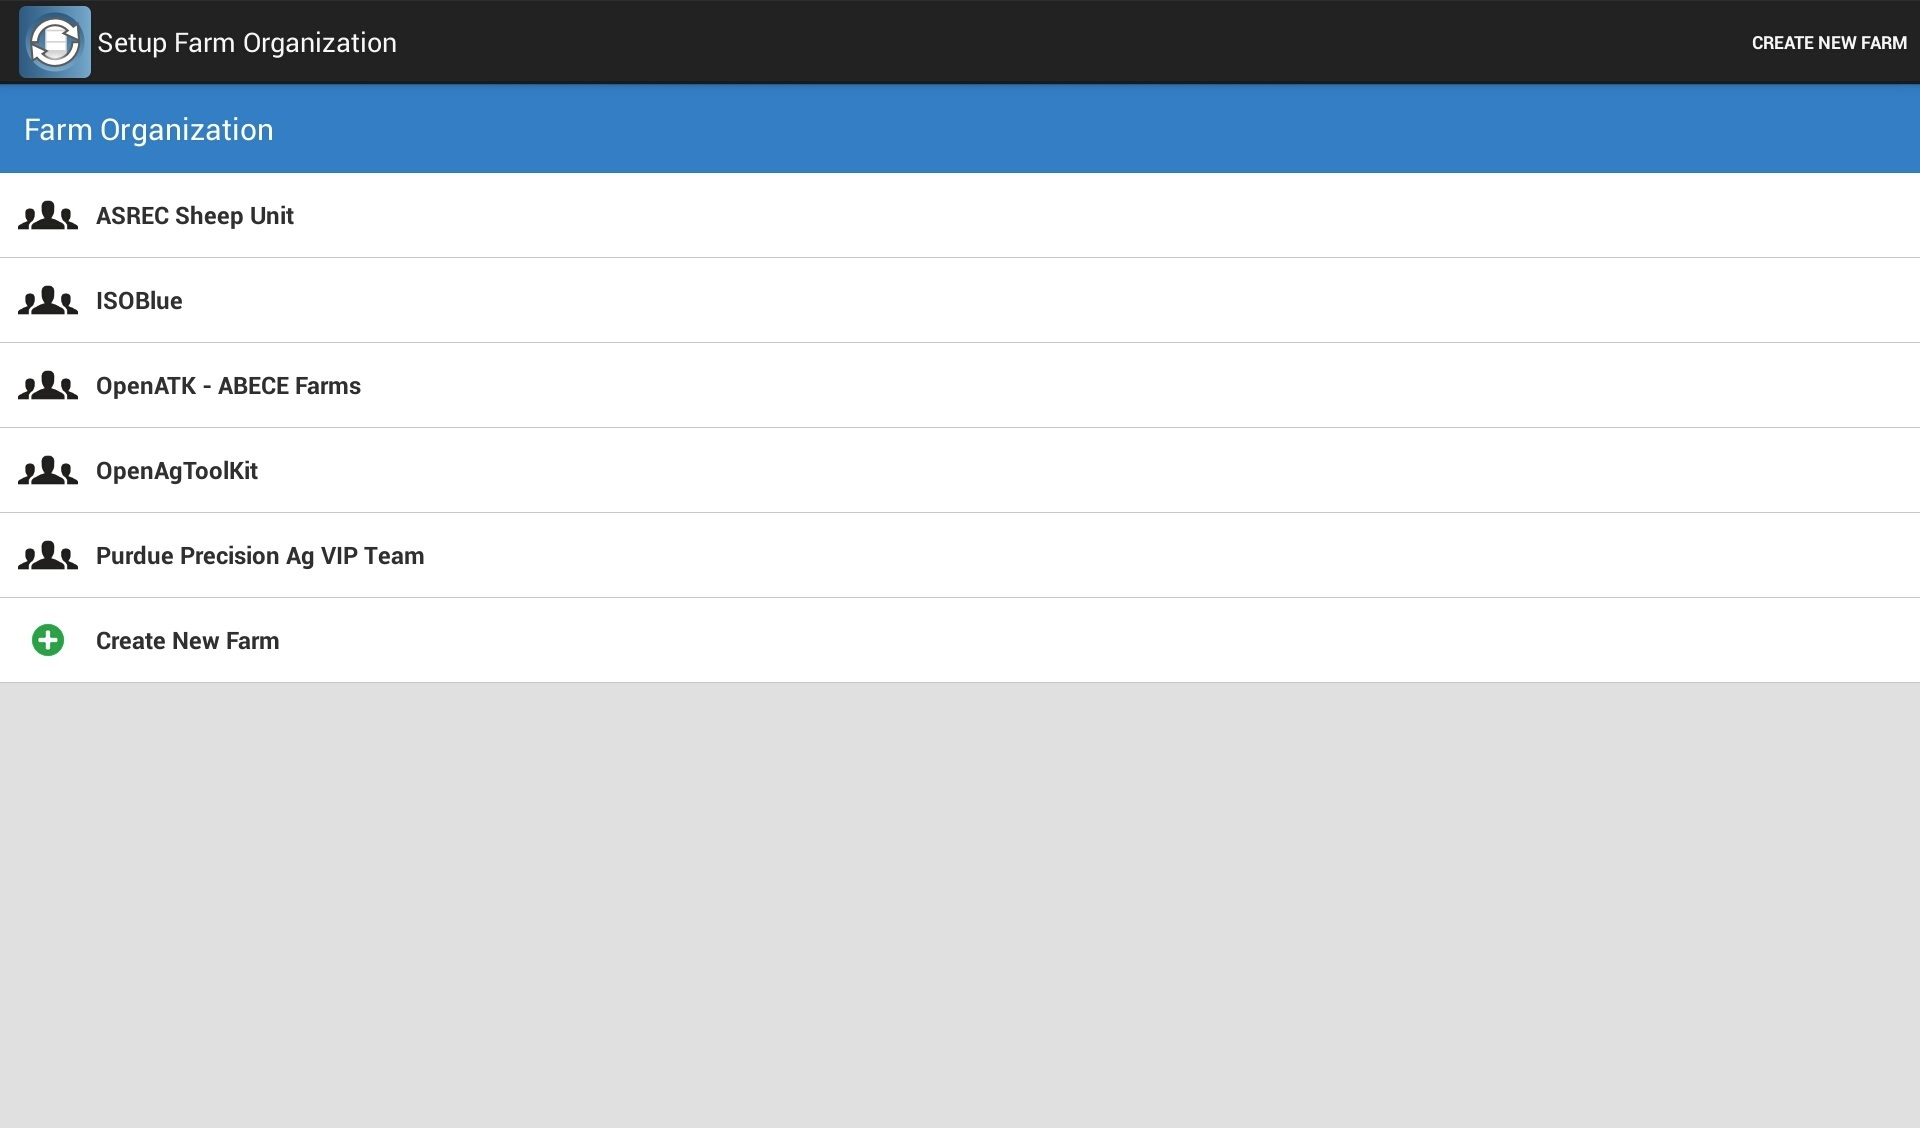 Setup Farm Organization
CREATE NEW FARM
Farm Organization
ASREC Sheep Unit
ISOBlue
OpenATK - ABECE Farms
OpenAgToolKit
Purdue Precision Ag VIP Team
Create New Farm